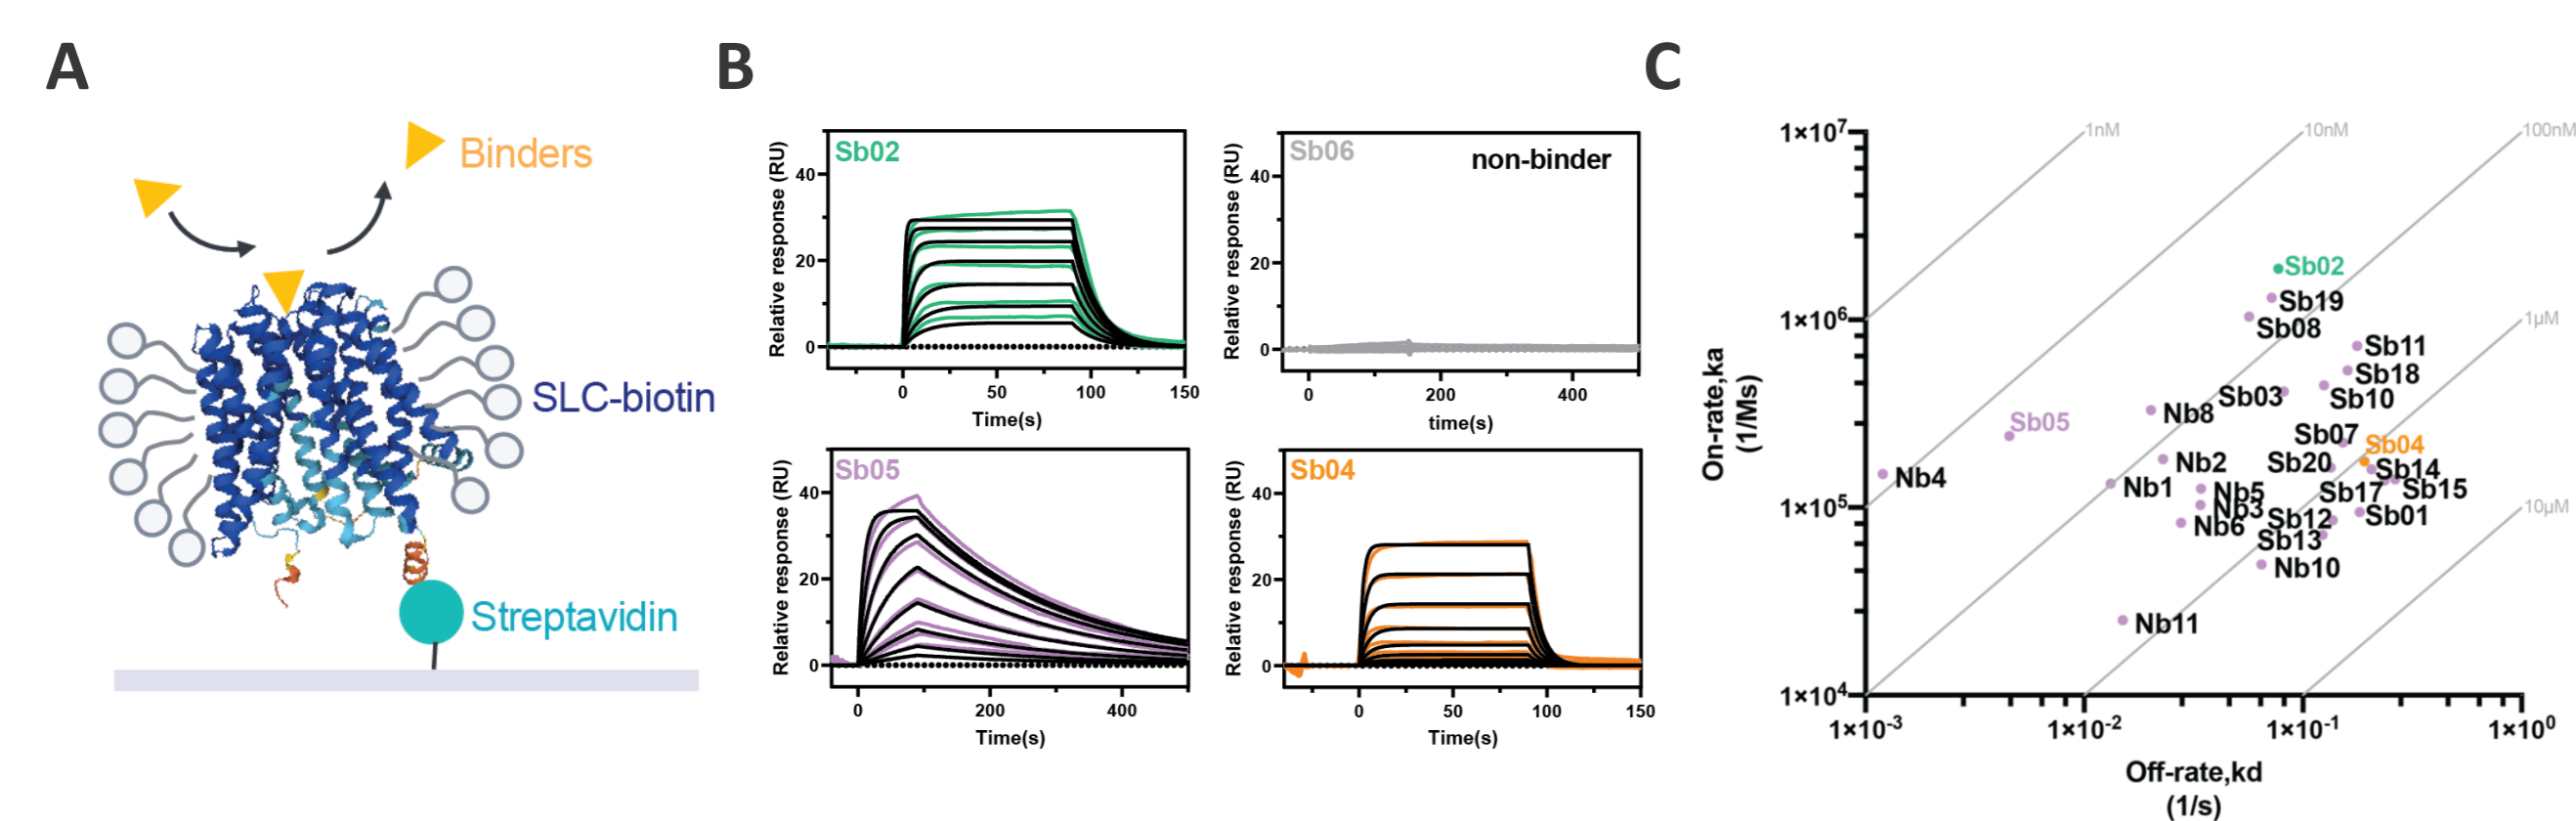 A
Binders
SLC-biotin
Streptavidin
B
Sb02
Relative response (RU)
40
20
0
0 50 100 150
Time(s)
Sb06
non-binder
Relative response (RU)
40
20
0
0 200 400
time(s)
Sb05
Relative response (RU)
40
20
0
0 200 400
Time(s)
Sb04
Relative response (RU)
40
20
0
0 50 100 150
Time(s)
C
On-rate,ka
(1/Ms)
1×10⁷
1×10⁶
1×10⁵
1×10⁴
1nM
10nM
100nM
1µM
10µM
Sb02
Sb19
Sb08
Sb11
Sb18
Sb03
Sb10
Nb8
Sb05
Sb07
Sb04
Nb2
Sb20
Sb14
Nb4
Nb1
Nb5
Sb17
Sb15
Nb3
Nb6
Sb12
Sb01
Sb13
Nb10
Nb11
1×10⁻³ 1×10⁻² 1×10⁻¹ 1×10⁰
Off-rate,kd
(1/s)